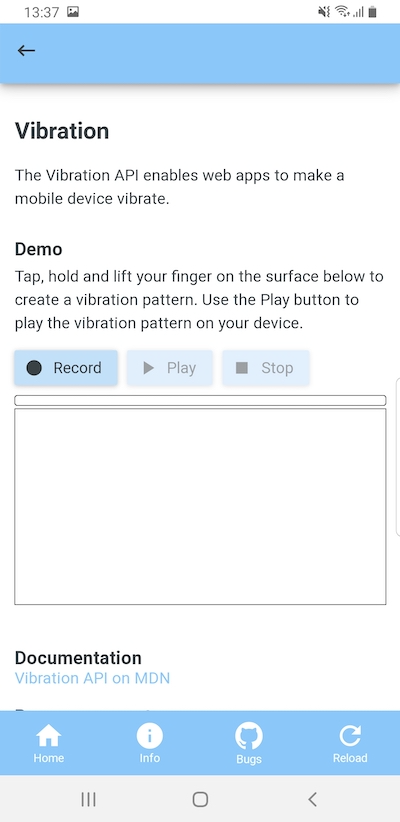 13:37
Vibration
The Vibration API enables web apps to make a
mobile device vibrate.
Demo
Tap, hold and lift your finger on the surface below to
create a vibration pattern. Use the Play button to
play the vibration pattern on your device.
Record Play Stop
Documentation
Vibration API on MDN
Home Info Bugs Reload